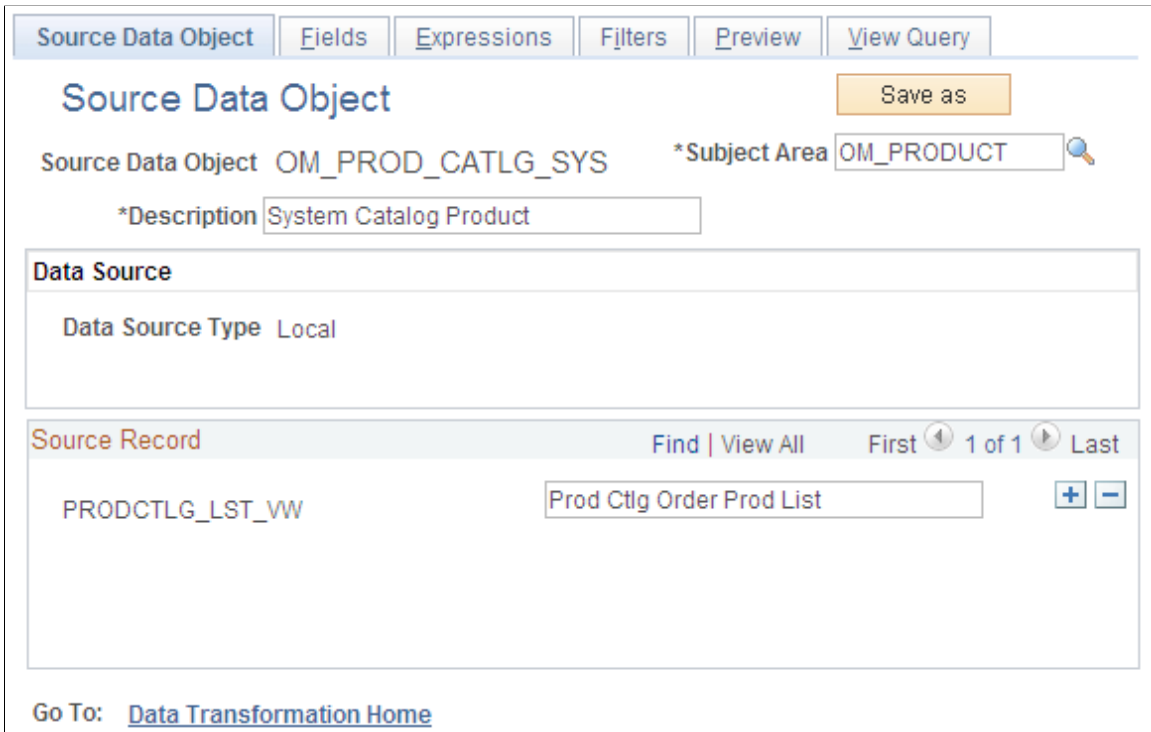 Source Data Object Fields Expressions Filters Preview View Query
Source Data Object Save as
Source Data Object OM_PROD_CATLG_SYS *Subject Area OM_PRODUCT
*Description System Catalog Product
Data Source
Data Source Type Local
Source Record Find | View All First 1 of 1 Last
PRODCTLG_LST_VW Prod Ctlg Order Prod List
Go To: Data Transformation Home